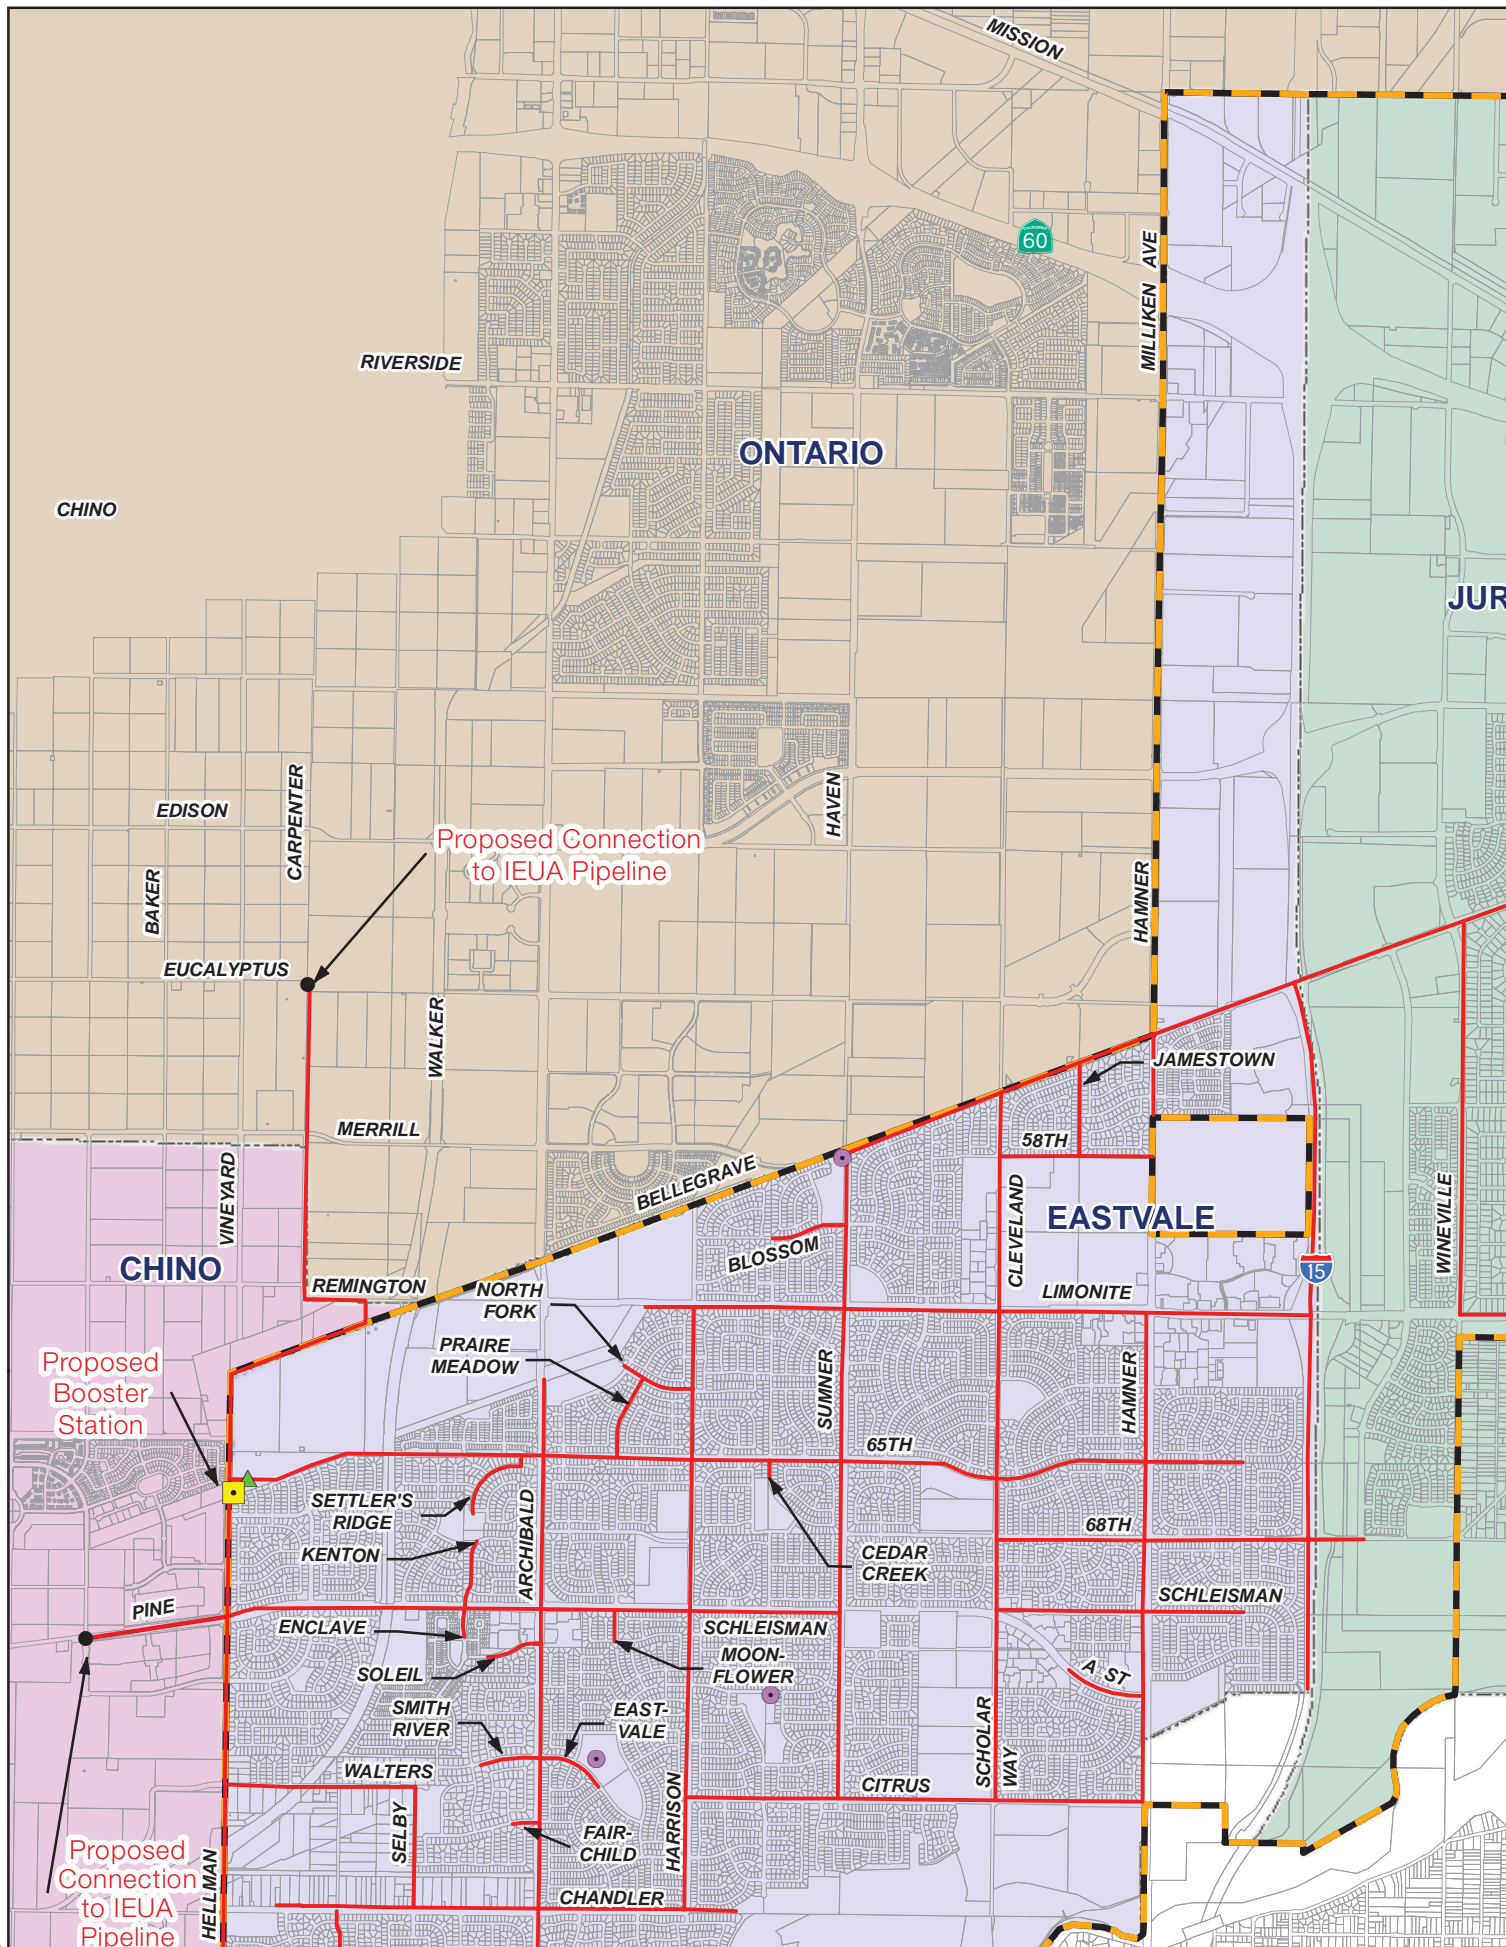 MISSION
CALIFORNIA
60
MILLIKEN AVE
RIVERSIDE
ONTARIO
CHINO
JUR
EDISON
CARPENTER
HAVEN
Proposed Connection
to IEUA Pipeline
BAKER
HAMNER
EUCALYPTUS
WALKER
JAMESTOWN
MERRILL
58TH
VINEYARD
BELLEGRAVE
CLEVELAND
WINEVILLE
EASTVALE
BLOSSOM
CHINO
15
REMINGTON
NORTH
FORK
LIMONITE
PRAIRE
MEADOW
Proposed
Booster
Station
SUMNER
HAMNER
65TH
SETTLER'S
RIDGE
ARCHIBALD
68TH
KENTON
CEDAR
CREEK
PINE
SCHLEISMAN
ENCLAVE
SCHLEISMAN
SOLEIL
MOON-
FLOWER
A ST
SMITH
RIVER
EAST-
VALE
SCHOLAR WAY
WALTERS
HARRISON
CITRUS
SELBY
FAIR-
CHILD
Proposed
Connection
to IEUA
Pipeline
HELLMAN
CHANDLER